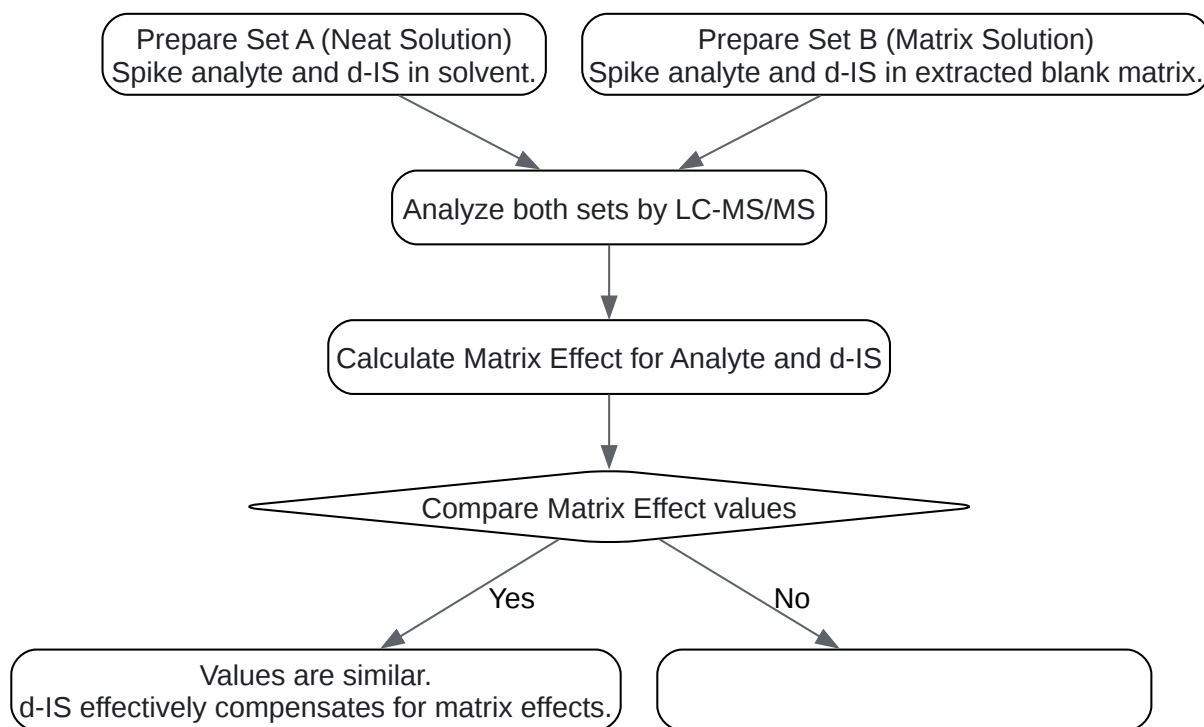 Prepare Set A (Neat Solution)
Spike analyte and d-IS in solvent.
Prepare Set B (Matrix Solution)
Spike analyte and d-IS in extracted blank matrix.
Analyze both sets by LC-MS/MS
Calculate Matrix Effect for Analyte and d-IS
Compare Matrix Effect values
Yes
No
Values are similar.
d-IS effectively compensates for matrix effects.